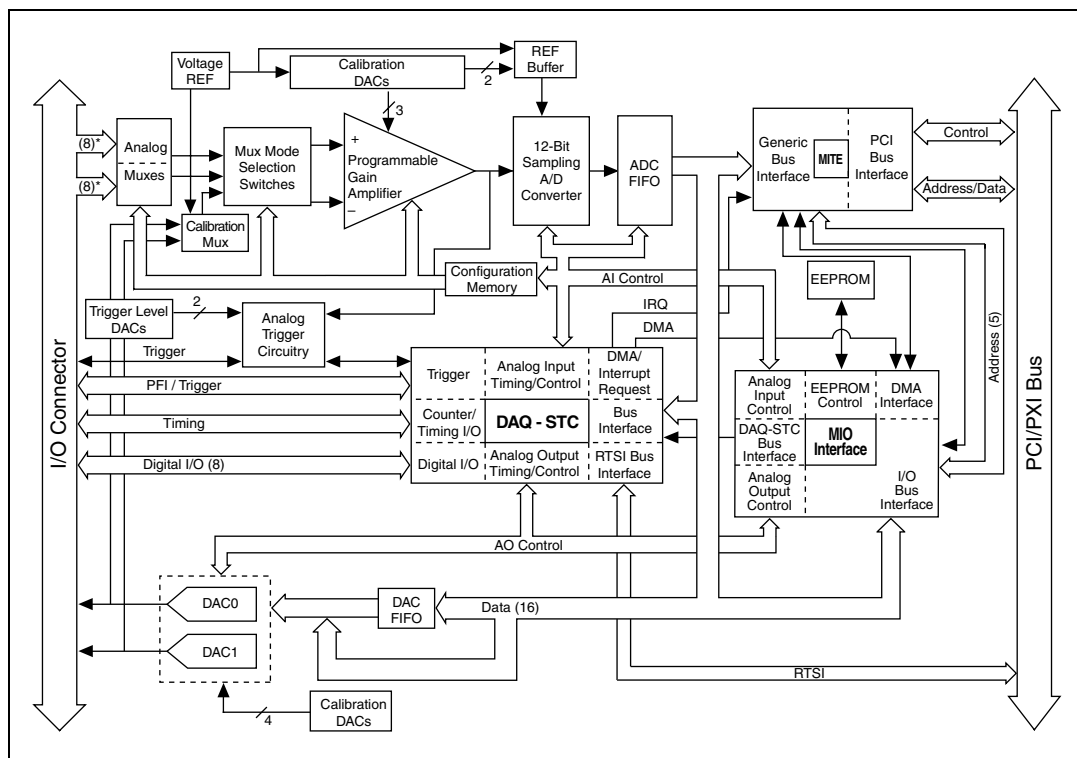 Voltage
REF
Calibration
DACs
2
REF
Buffer
3
(8)*
(8)*
Analog
Muxes
Mux Mode
Selection
Switches
+
Programmable
Gain
Amplifier
–
12-Bit
Sampling
A/D
Converter
ADC
FIFO
Generic
Bus
Interface
MITE
PCI
Bus
Interface
Control
Address/Data
Calibration
Mux
Configuration
Memory
AI Control
EEPROM
IRQ
DMA
Address (5)
Trigger Level
DACs
2
Analog
Trigger
Circuitry
Trigger
PFI / Trigger
Timing
Digital I/O (8)
I/O Connector
PCI/PXI Bus
Trigger
Analog Input
Timing/Control
DMA/
Interrupt
Request
Counter/
Timing I/O
DAQ - STC
Bus
Interface
Digital I/O
Analog Output
Timing/Control
RTSI Bus
Interface
Analog
Input
Control
EEPROM
Control
DMA
Interface
DAQ-STC
Bus
Interface
MIO
Interface
Analog
Output
Control
I/O
Bus
Interface
AO Control
DAC0
DAC1
DAC
FIFO
Data (16)
RTSI
4
Calibration
DACs